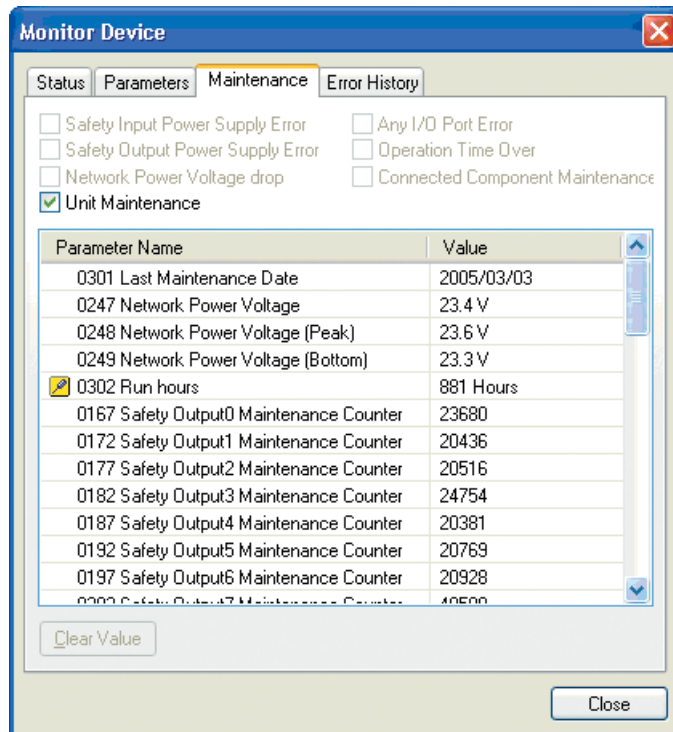 Monitor Device
Status Parameters Maintenance Error History
Safety Input Power Supply Error Any I/O Port Error
Safety Output Power Supply Error Operation Time Over
Network Power Voltage drop Connected Component Maintenance
Unit Maintenance
Parameter Name Value
0301 Last Maintenance Date 2005/03/03
0247 Network Power Voltage 23.4 V
0248 Network Power Voltage (Peak) 23.6 V
0249 Network Power Voltage (Bottom) 23.3 V
0302 Run hours 881 Hours
0167 Safety Output0 Maintenance Counter 23680
0172 Safety Output1 Maintenance Counter 20436
0177 Safety Output2 Maintenance Counter 20516
0182 Safety Output3 Maintenance Counter 24754
0187 Safety Output4 Maintenance Counter 20381
0192 Safety Output5 Maintenance Counter 20769
0197 Safety Output6 Maintenance Counter 20928
Safety Output7 Maintenance Counter
Clear Value
Close